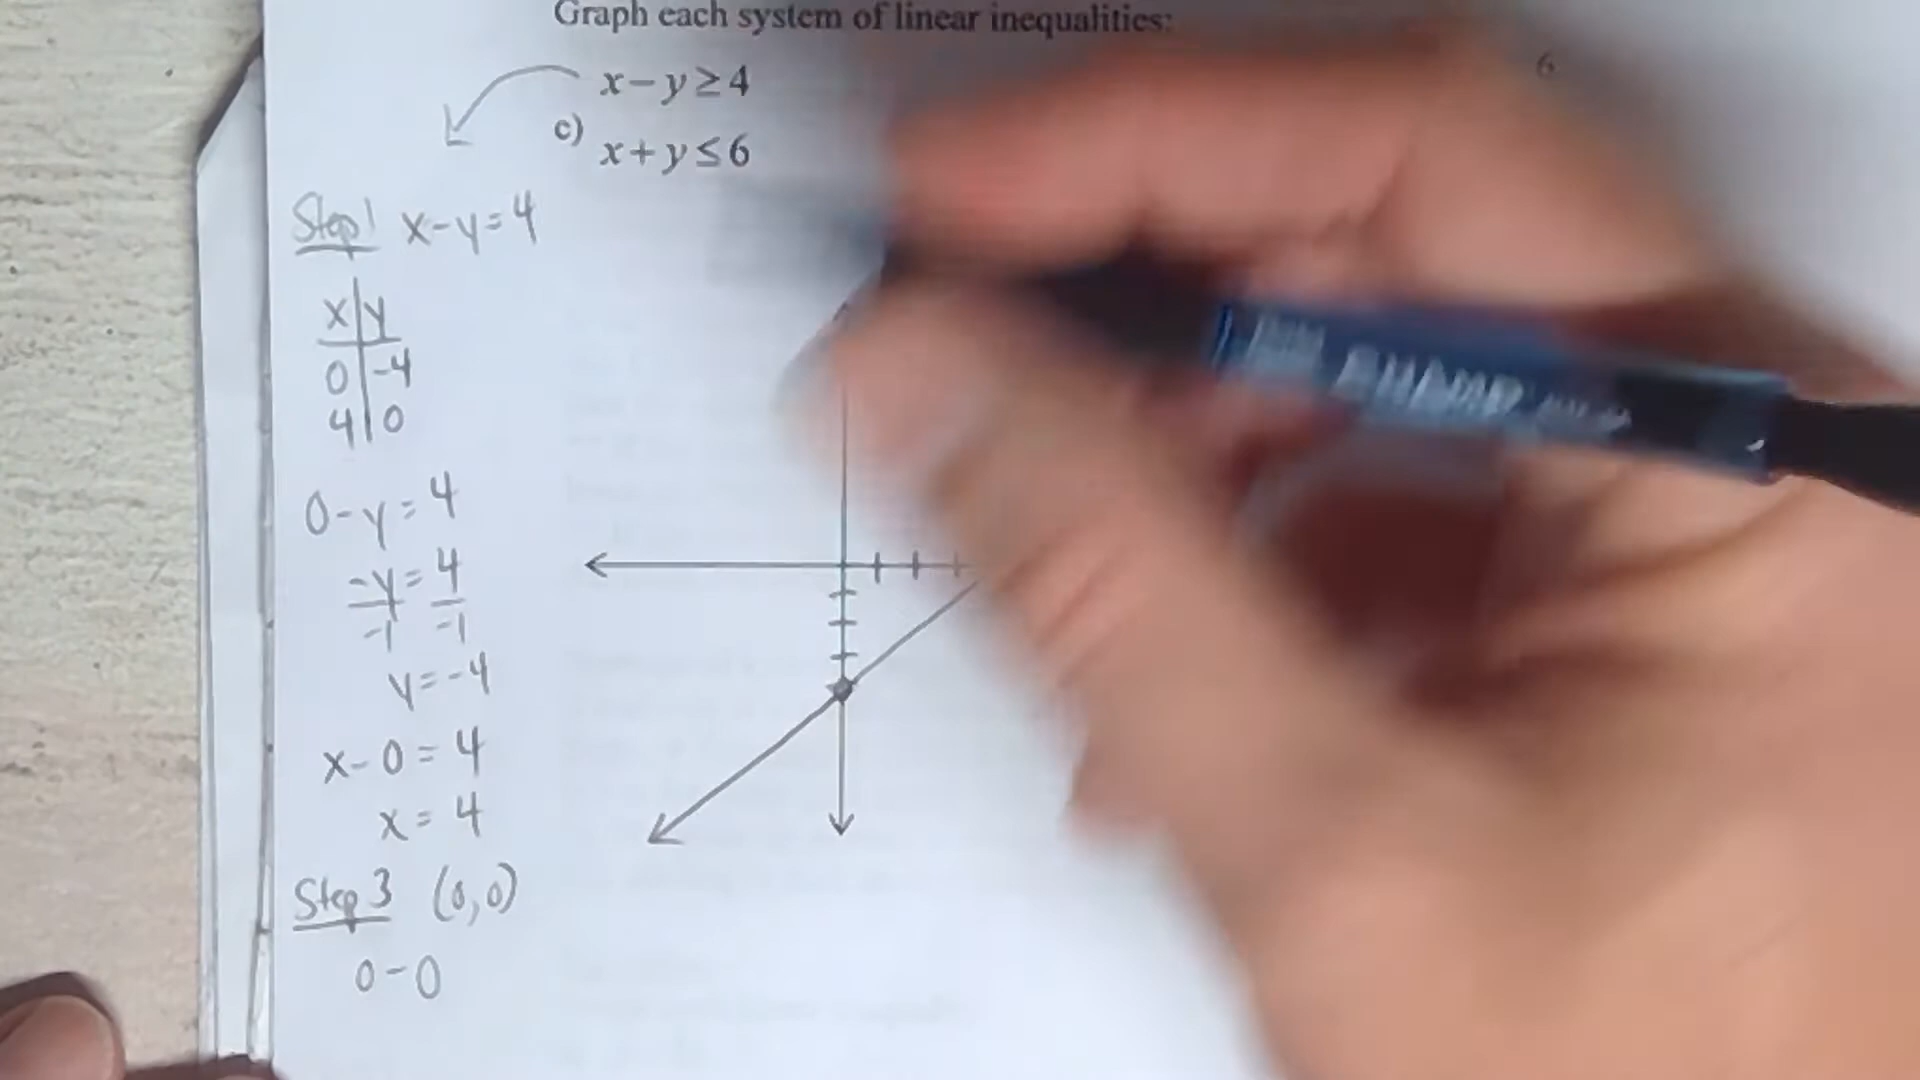 Graph each system of linear inequalities:
6
x-y≥4
c)
x+y≤6
Step 1 x-y=4
x y
0 -4
4 0
0-y=4
-y=4
-1 -1
y=-4
x-0=4
x=4
Step 3 (0,0)
0-0